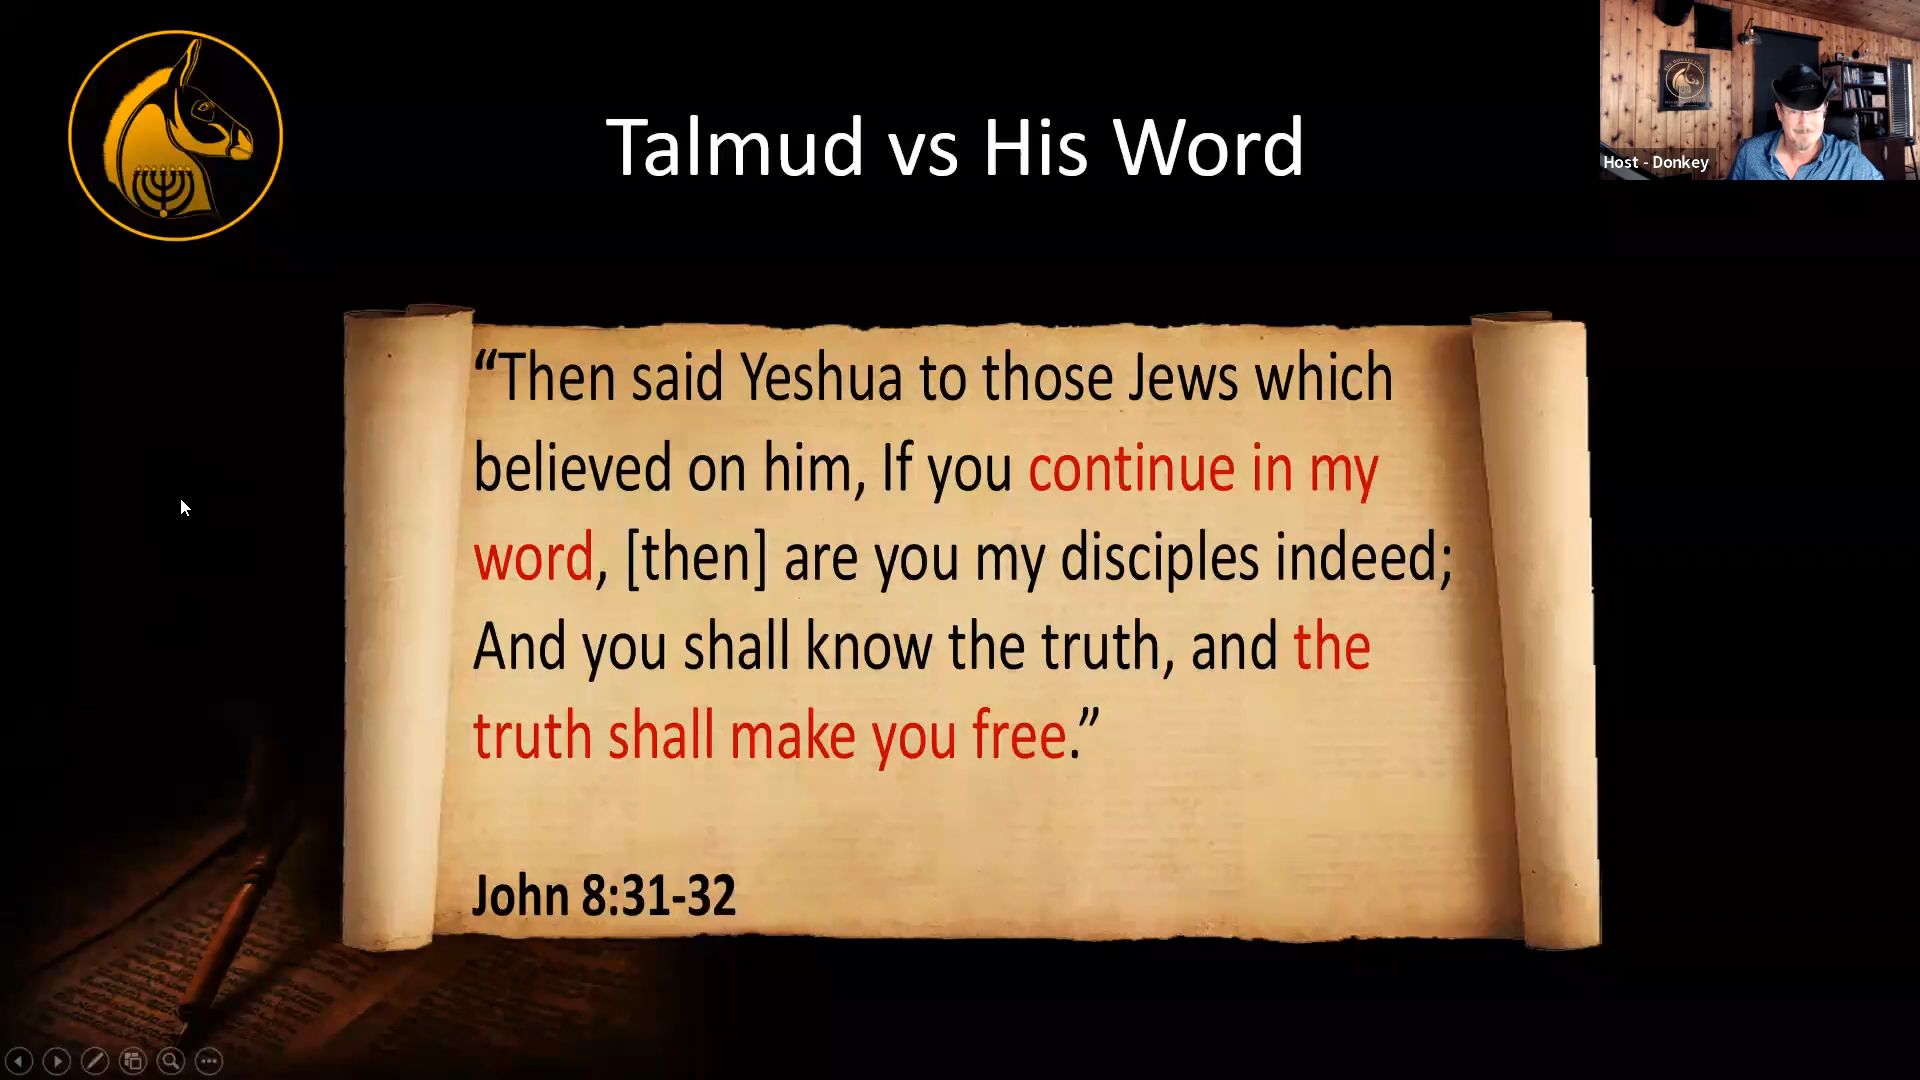 Talmud vs His Word
Host - Donkey
“Then said Yeshua to those Jews which
believed on him, If you continue in my
word, [then] are you my disciples indeed;
And you shall know the truth, and the
truth shall make you free.”
John 8:31-32